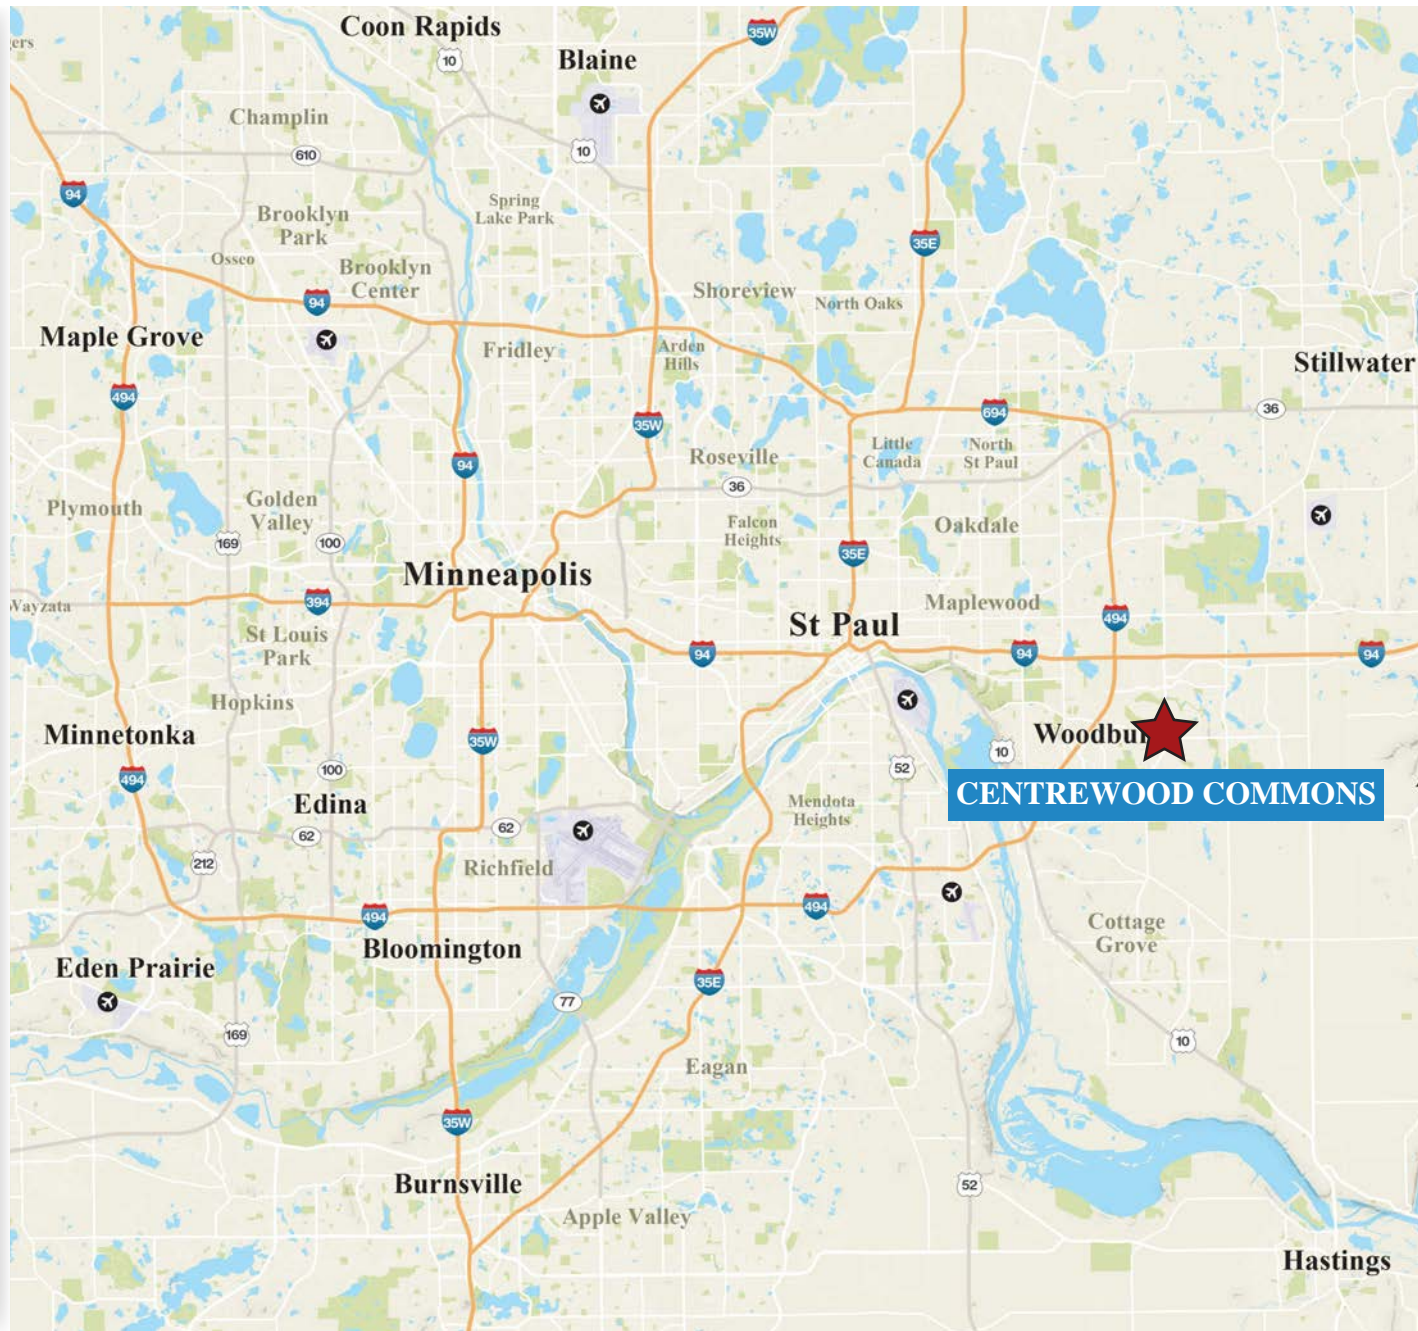 Coon Rapids
35W
ers
10
Blaine
Champlin
610
10
94
Spring
Lake Park
Brooklyn
Park
35E
Osseo
Brooklyn
Center
Shoreview
94
North Oaks
Maple Grove
Fridley
Arden
Hills
Stillwater
494
694
36
35W
Little
Canada
North
St Paul
Roseville
94
36
Plymouth
Golden
Valley
Falcon
Heights
Oakdale
169
100
35E
Minneapolis
Wayzata
394
Maplewood
494
St Paul
St Louis
Park
94
94
94
Hopkins
Minnetonka
35W
Woodbu
10
52
494
100
CENTREWOOD COMMONS
Edina
Mendota
Heights
62
62
212
Richfield
494
494
Cottage
Grove
Bloomington
Eden Prairie
35E
77
169
10
Eagan
35W
Burnsville
52
Apple Valley
Hastings